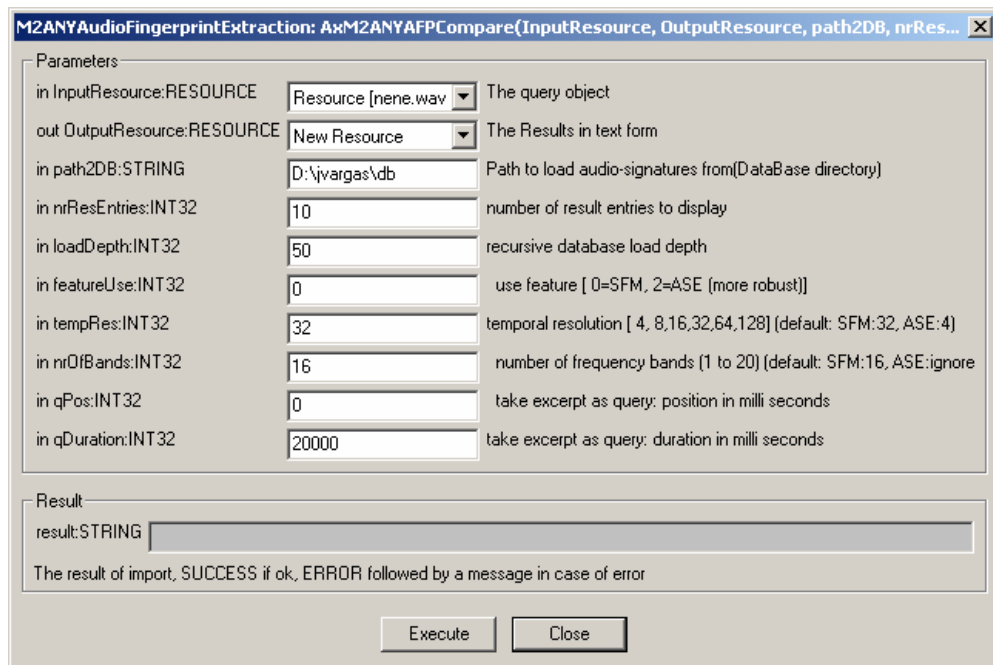 M2ANYAudioFingerprintExtraction: AxM2ANYAFPCompare(InputResource, OutputResource, path2DB, nrRes...
Parameters
in InputResource:RESOURCE Resource [nene.wav The query object
out OutputResource:RESOURCE New Resource The Results in text form
in path2DB:STRING D:\jvargas\db Path to load audio-signatures from(DataBase directory)
in nrResEntries:INT32 10 number of result entries to display
in loadDepth:INT32 50 recursive database load depth
in featureUse:INT32 0 use feature [ 0=SFM, 2=ASE (more robust)]
in tempRes:INT32 32 temporal resolution [ 4, 8,16,32,64,128] (default: SFM:32, ASE:4)
in nrOfBands:INT32 16 number of frequency bands (1 to 20) (default: SFM:16, ASE:ignore
in qPos:INT32 0 take excerpt as query: position in milli seconds
in qDuration:INT32 20000 take excerpt as query: duration in milli seconds
Result
result:STRING
The result of import, SUCCESS if ok, ERROR followed by a message in case of error
Execute Close